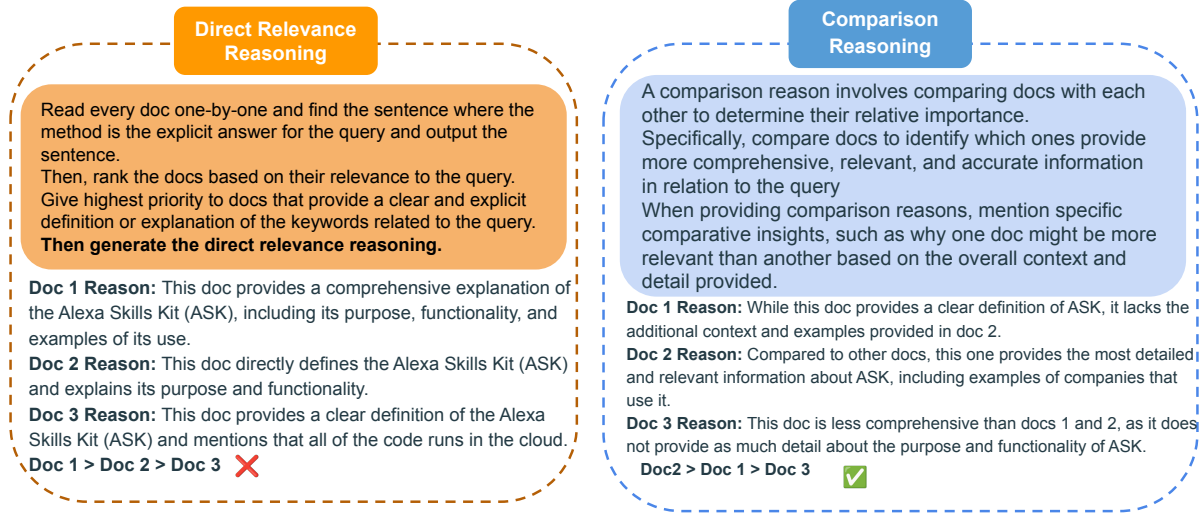 Direct Relevance
Reasoning
Read every doc one-by-one and find the sentence where the
method is the explicit answer for the query and output the
sentence.
Then, rank the docs based on their relevance to the query.
Give highest priority to docs that provide a clear and explicit
definition or explanation of the keywords related to the query.
Then generate the direct relevance reasoning.
Doc 1 Reason: This doc provides a comprehensive explanation of
the Alexa Skills Kit (ASK), including its purpose, functionality, and
examples of its use.
Doc 2 Reason: This doc directly defines the Alexa Skills Kit (ASK)
and explains its purpose and functionality.
Doc 3 Reason: This doc provides a clear definition of the Alexa
Skills Kit (ASK) and mentions that all of the code runs in the cloud.
Doc 1 > Doc 2 > Doc 3
Comparison
Reasoning
A comparison reason involves comparing docs with each
other to determine their relative importance.
Specifically, compare docs to identify which ones provide
more comprehensive, relevant, and accurate information
in relation to the query
When providing comparison reasons, mention specific
comparative insights, such as why one doc might be more
relevant than another based on the overall context and
detail provided.
Doc 1 Reason: While this doc provides a clear definition of ASK, it lacks the
additional context and examples provided in doc 2.
Doc 2 Reason: Compared to other docs, this one provides the most detailed
and relevant information about ASK, including examples of companies that
use it.
Doc 3 Reason: This doc is less comprehensive than docs 1 and 2, as it does
not provide as much detail about the purpose and functionality of ASK.
Doc2 > Doc 1 > Doc 3